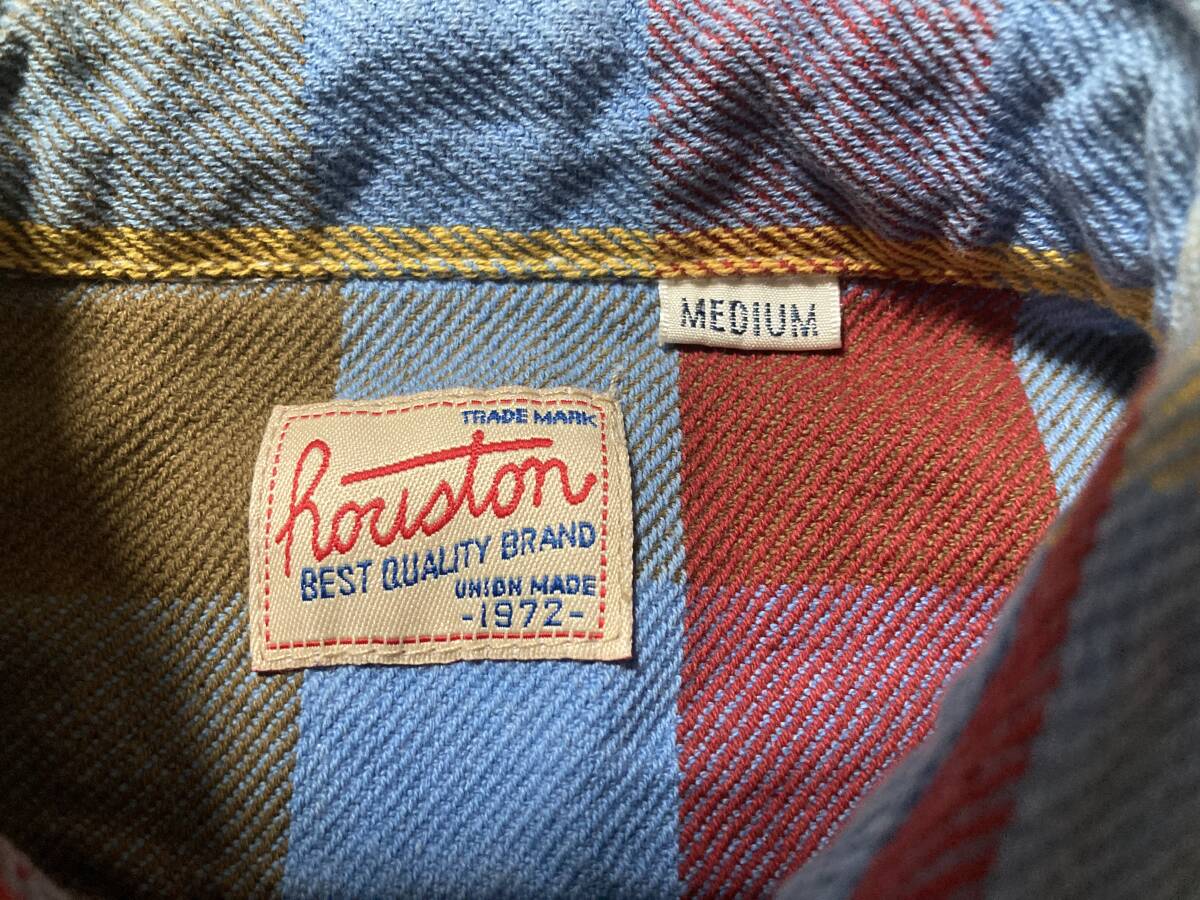 MEDIUM
TRADE MARK
houston
BEST QUALITY BRAND
UNION MADE
-1972-